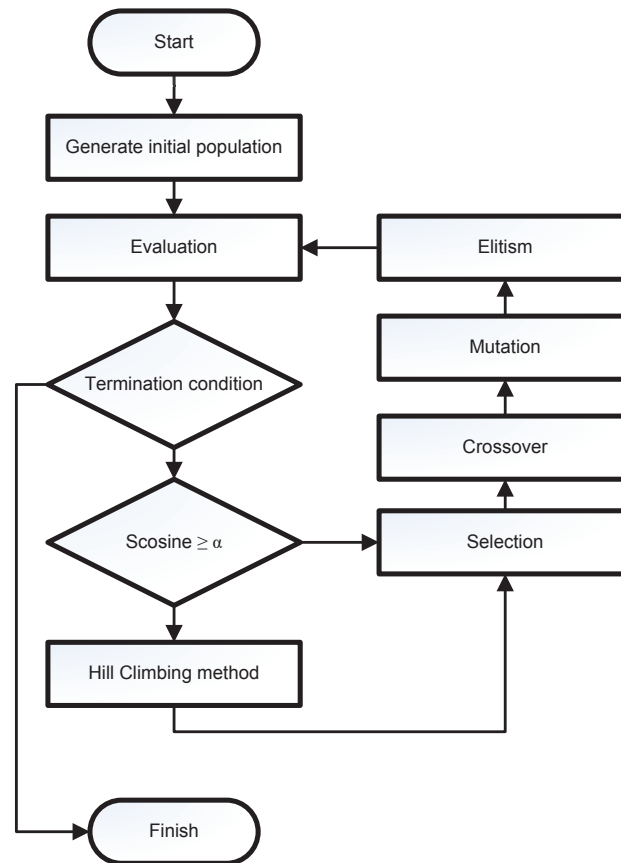 Start
Generate initial population
Evaluation
Elitism
Mutation
Termination condition
Crossover
Scosine ≥ α
Selection
Hill Climbing method
Finish